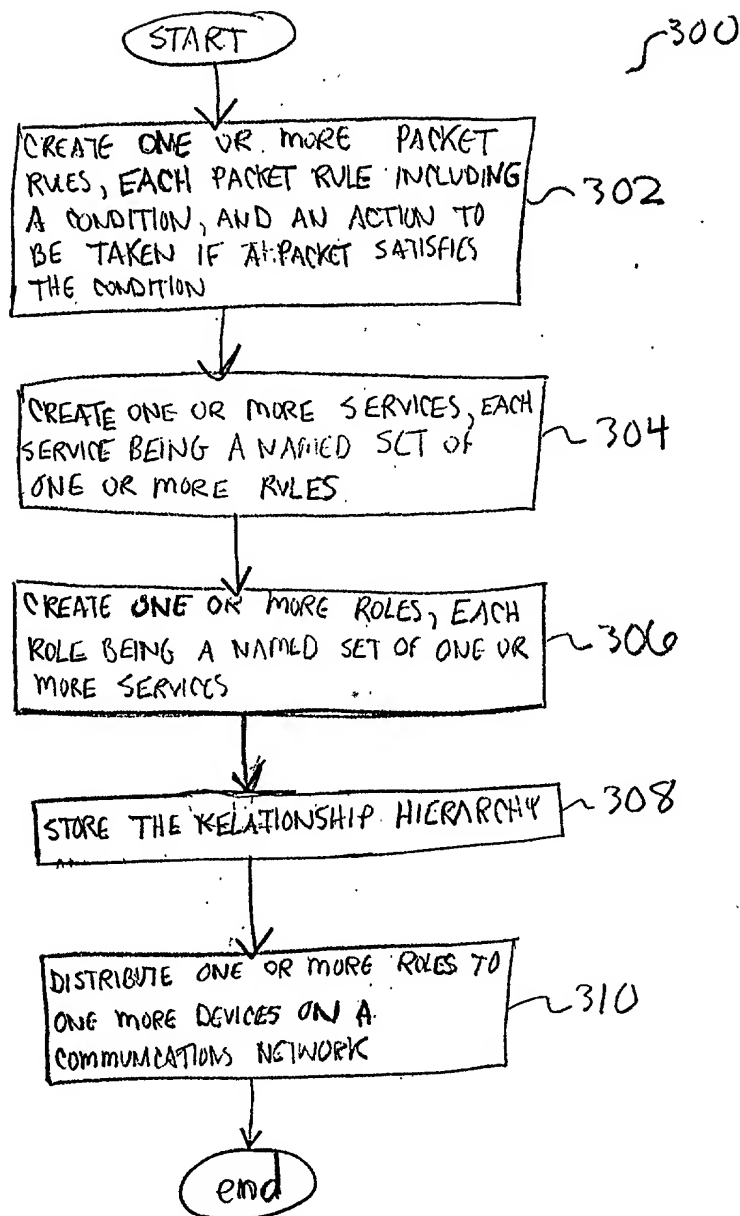 START
300
CREATE ONE OR MORE PACKET
RULES, EACH PACKET RULE INCLUDING
A CONDITION, AND AN ACTION TO
BE TAKEN IF A PACKET SATISFIES
THE CONDITION
302
CREATE ONE OR MORE SERVICES, EACH
SERVICE BEING A NAMED SET OF
ONE OR MORE RULES
304
CREATE ONE OR MORE ROLES, EACH
ROLE BEING A NAMED SET OF ONE OR
MORE SERVICES
306
STORE THE RELATIONSHIP HIERARCHY
308
DISTRIBUTE ONE OR MORE ROLES TO
ONE MORE DEVICES ON A
COMMUNICATIONS NETWORK
310
end